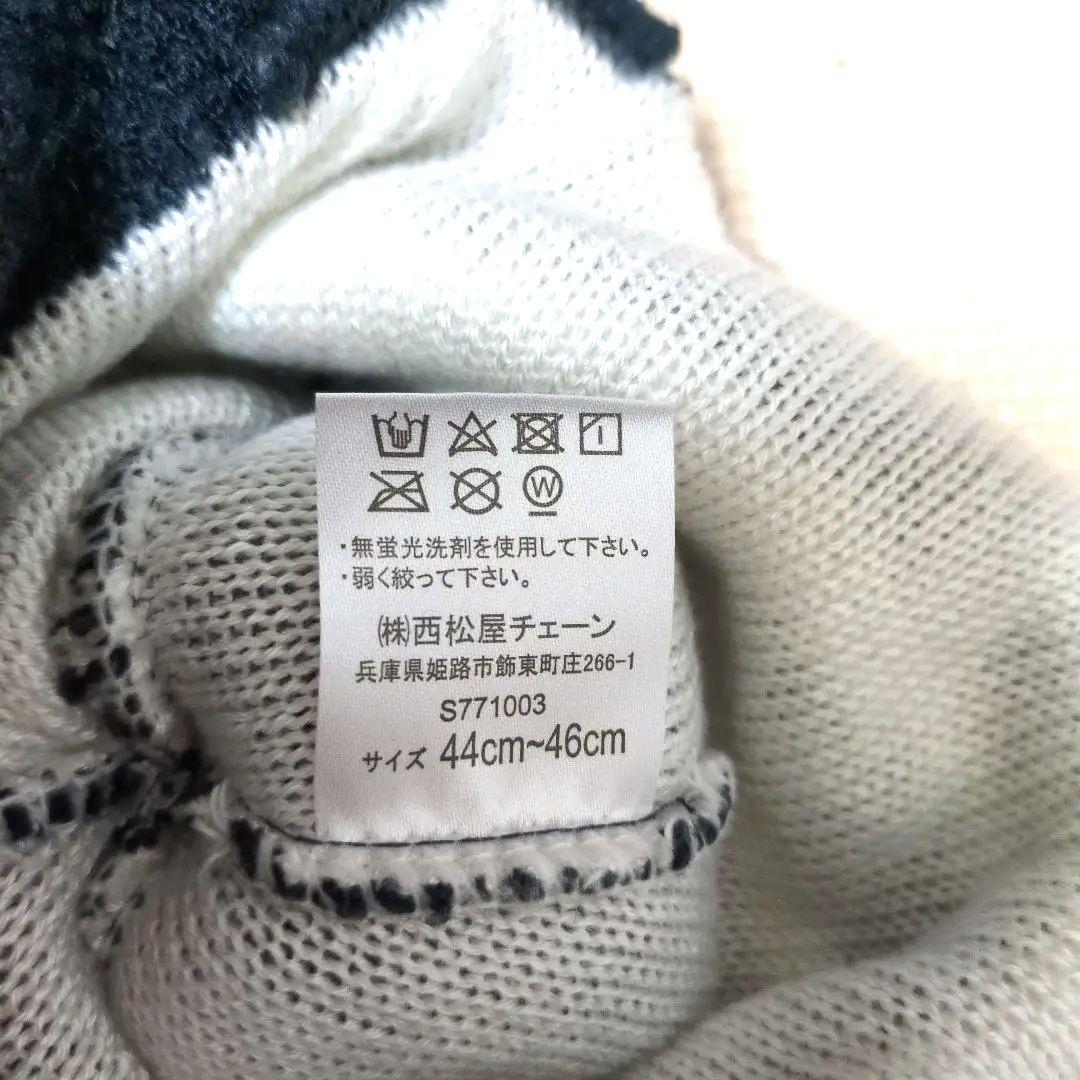 W
・無蛍光洗剤を使用して下さい。
・弱く絞って下さい。
㈱西松屋チェーン
兵庫県姫路市飾東町庄266-1
S771003
サイズ 44cm~46cm